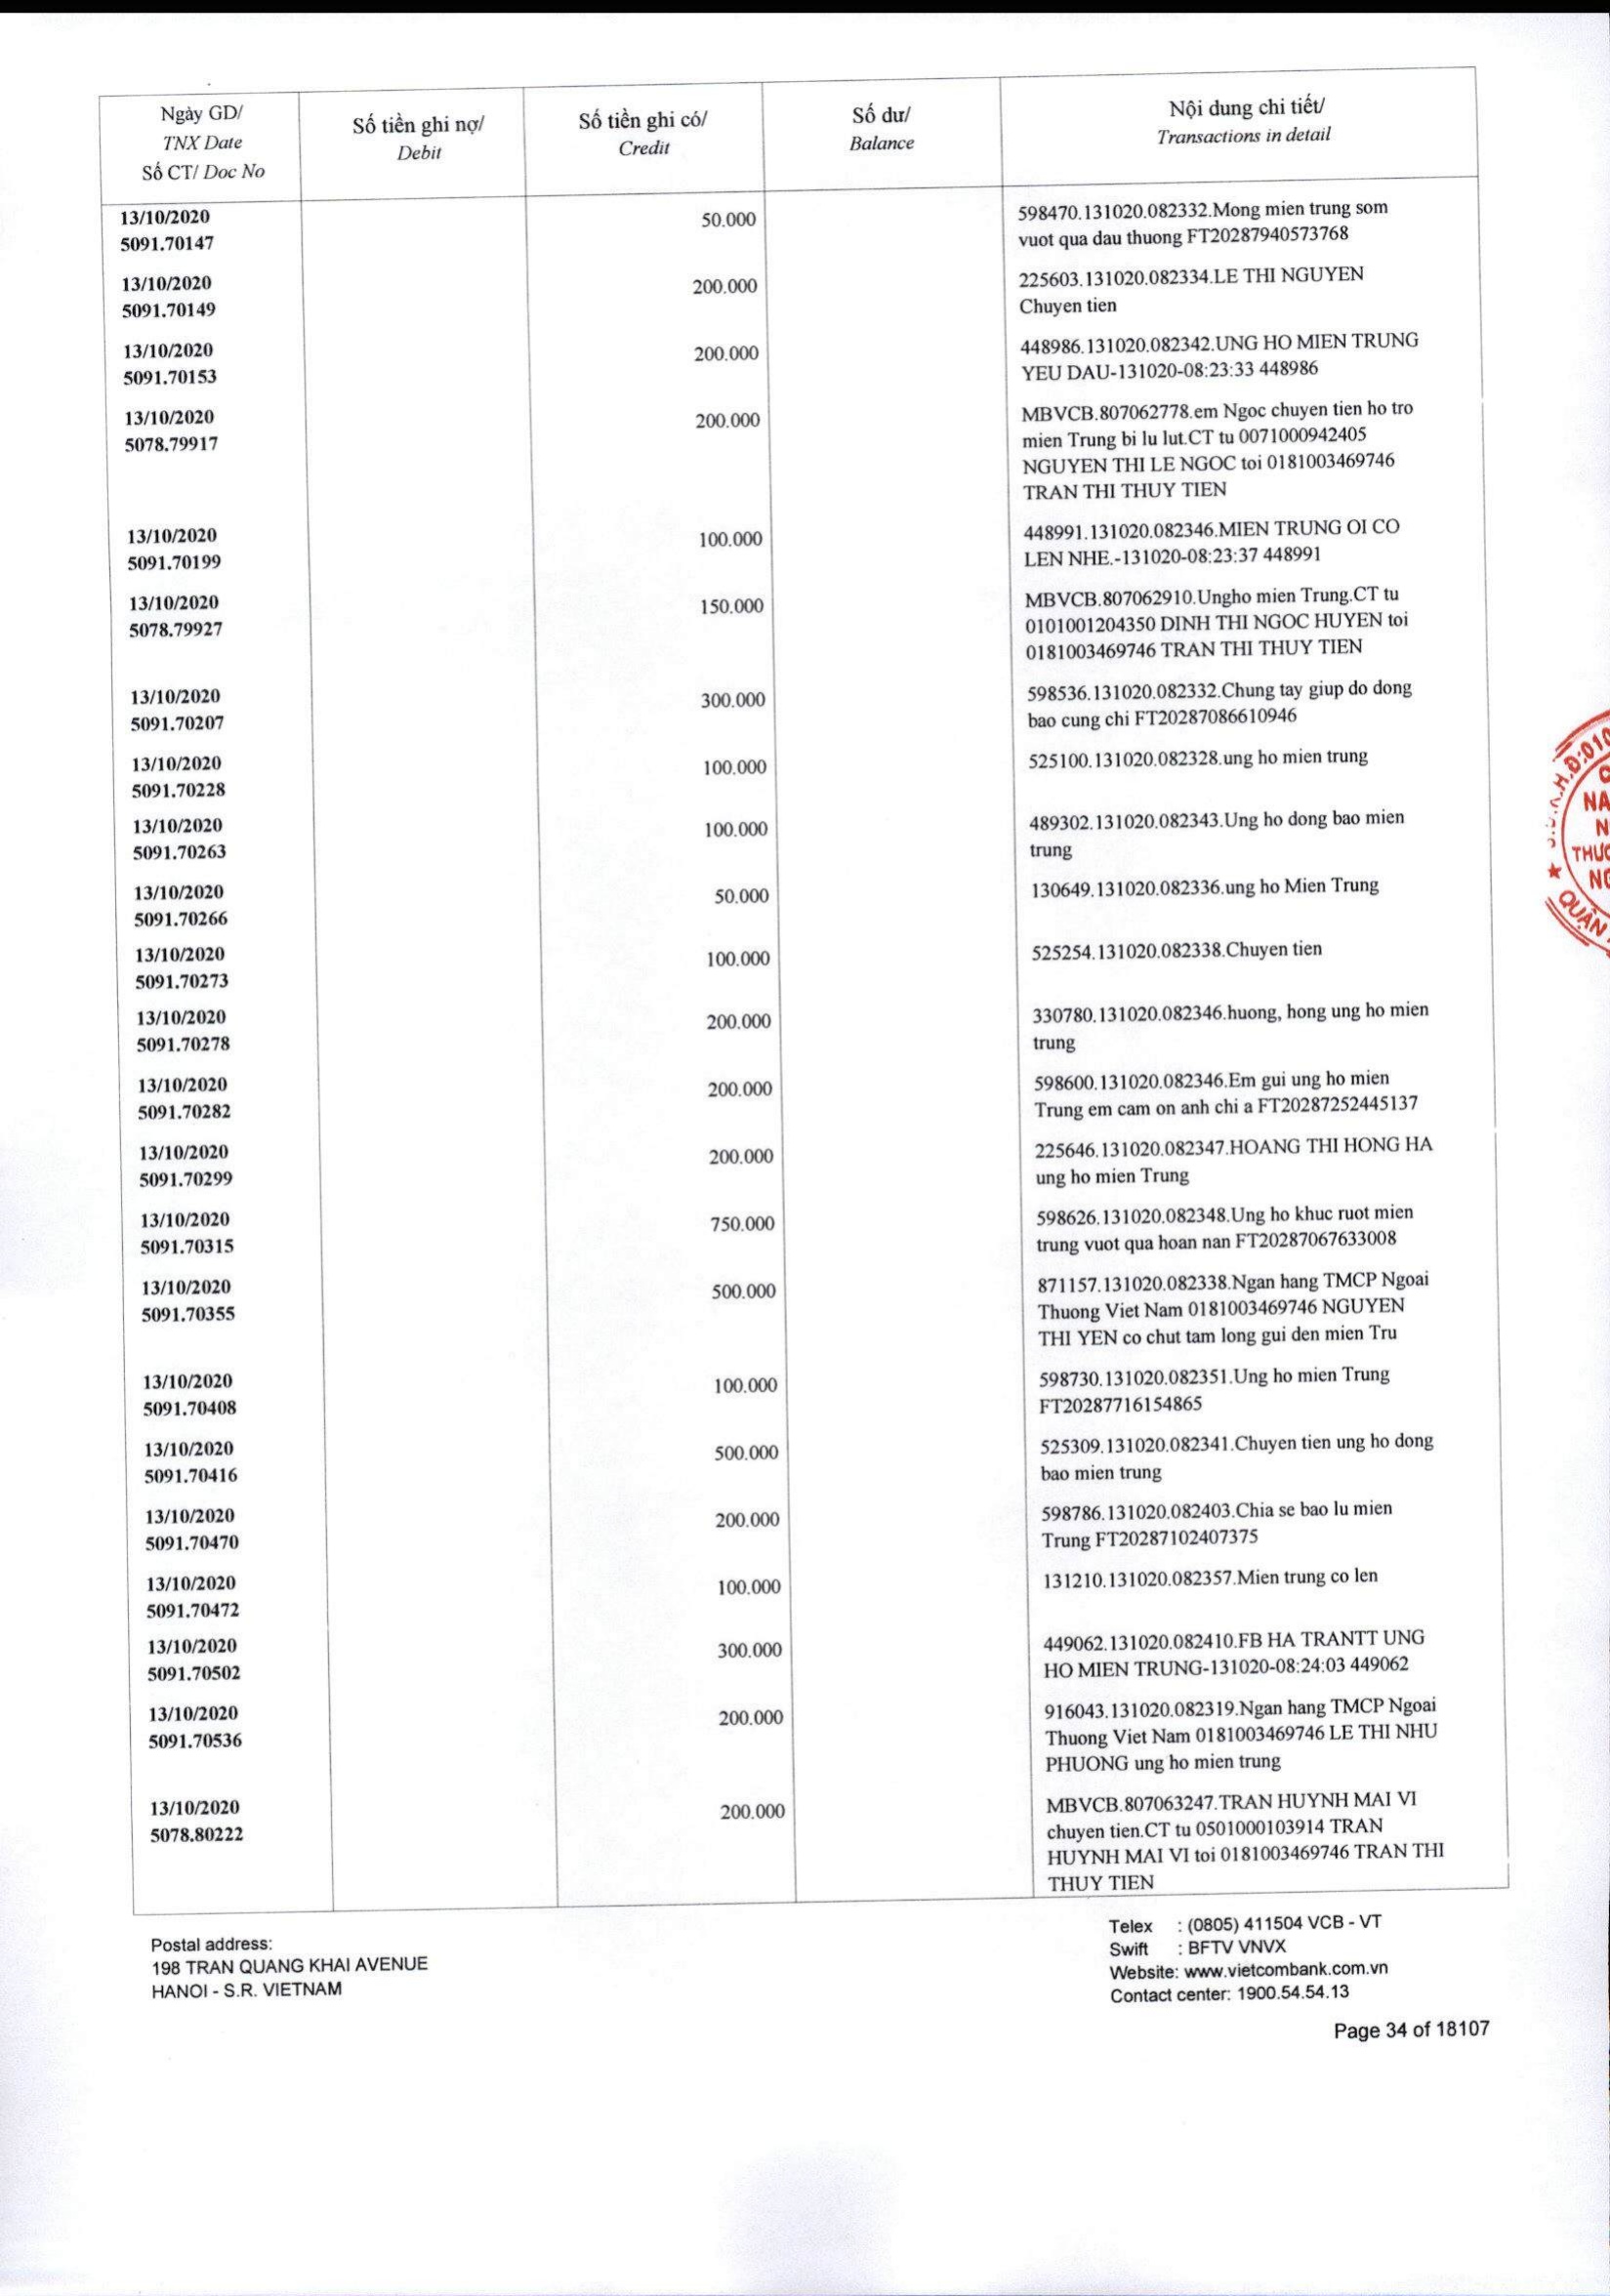 Ngày GD/
TNX Date
Số CT/ Doc No
Số tiền ghi nợ/
Debit
Số tiền ghi có/
Credit
Số dư/
Balance
Nội dung chi tiết/
Transactions in detail
13/10/2020
5091.70147
50.000
598470.131020.082332.Mong mien trung som
vuot qua dau thuong FT20287940573768
13/10/2020
5091.70149
200.000
225603.131020.082334.LE THI NGUYEN
Chuyen tien
13/10/2020
5091.70153
200.000
448986.131020.082342.UNG HO MIEN TRUNG
YEU DAU-131020-08:23:33 448986
13/10/2020
5078.79917
200.000
MBVCB.807062778.em Ngoc chuyen tien ho tro
mien Trung bi lu lut.CT tu 0071000942405
NGUYEN THI LE NGOC toi 0181003469746
TRAN THI THUY TIEN
13/10/2020
5091.70199
100.000
448991.131020.082346.MIEN TRUNG OI CO
LEN NHE.-131020-08:23:37 448991
13/10/2020
5078.79927
150.000
MBVCB.807062910.Ungho mien Trung.CT tu
0101001204350 DINH THI NGOC HUYEN toi
0181003469746 TRAN THI THUY TIEN
13/10/2020
5091.70207
300.000
598536.131020.082332.Chung tay giup do dong
bao cung chi FT20287086610946
13/10/2020
5091.70228
100.000
525100.131020.082328.ung ho mien trung
13/10/2020
5091.70263
100.000
489302.131020.082343.Ung ho dong bao mien
trung
13/10/2020
5091.70266
50.000
130649.131020.082336.ung ho Mien Trung
13/10/2020
5091.70273
100.000
525254.131020.082338.Chuyen tien
13/10/2020
5091.70278
200.000
330780.131020.082346.huong, hong ung ho mien
trung
13/10/2020
5091.70282
200.000
598600.131020.082346.Em gui ung ho mien
Trung em cam on anh chi a FT20287252445137
13/10/2020
5091.70299
200.000
225646.131020.082347.HOANG THI HONG HA
ung ho mien Trung
13/10/2020
5091.70315
750.000
598626.131020.082348.Ung ho khuc ruot mien
trung vuot qua hoan nan FT20287067633008
13/10/2020
5091.70355
500.000
871157.131020.082338.Ngan hang TMCP Ngoai
Thuong Viet Nam 0181003469746 NGUYEN
THI YEN co chut tam long gui den mien Tru
13/10/2020
5091.70408
100.000
598730.131020.082351.Ung ho mien Trung
FT20287716154865
13/10/2020
5091.70416
500.000
525309.131020.082341.Chuyen tien ung ho dong
bao mien trung
13/10/2020
5091.70470
200.000
598786.131020.082403.Chia se bao lu mien
Trung FT20287102407375
13/10/2020
5091.70472
100.000
131210.131020.082357.Mien trung co len
13/10/2020
5091.70502
300.000
449062.131020.082410.FB HA TRANTT UNG
HO MIEN TRUNG-131020-08:24:03 449062
13/10/2020
5091.70536
200.000
916043.131020.082319.Ngan hang TMCP Ngoai
Thuong Viet Nam 0181003469746 LE THI NHU
PHUONG ung ho mien trung
13/10/2020
5078.80222
200.000
MBVCB.807063247.TRAN HUYNH MAI VI
chuyen tien.CT tu 0501000103914 TRAN
HUYNH MAI VI toi 0181003469746 TRAN THI
THUY TIEN
Postal address:
198 TRAN QUANG KHAI AVENUE
HANOI - S.R. VIETNAM
Telex : (0805) 411504 VCB - VT
Swift : BFTV VNVX
Website: www.vietcombank.com.vn
Contact center: 1900.54.54.13
Page 34 of 18107
QUẬN